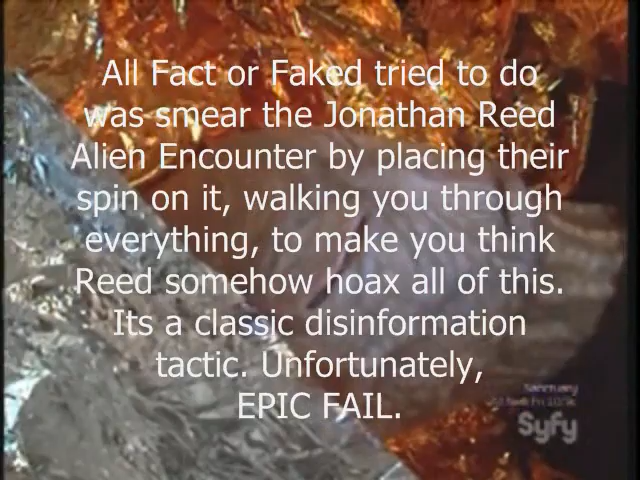 All Fact or Faked tried to do
was smear the Jonathan Reed
Alien Encounter by placing their
spin on it, walking you through
everything, to make you think
Reed somehow hoax all of this.
Its a classic disinformation
tactic. Unfortunately,
EPIC FAIL.
Sanctuary
Syfy